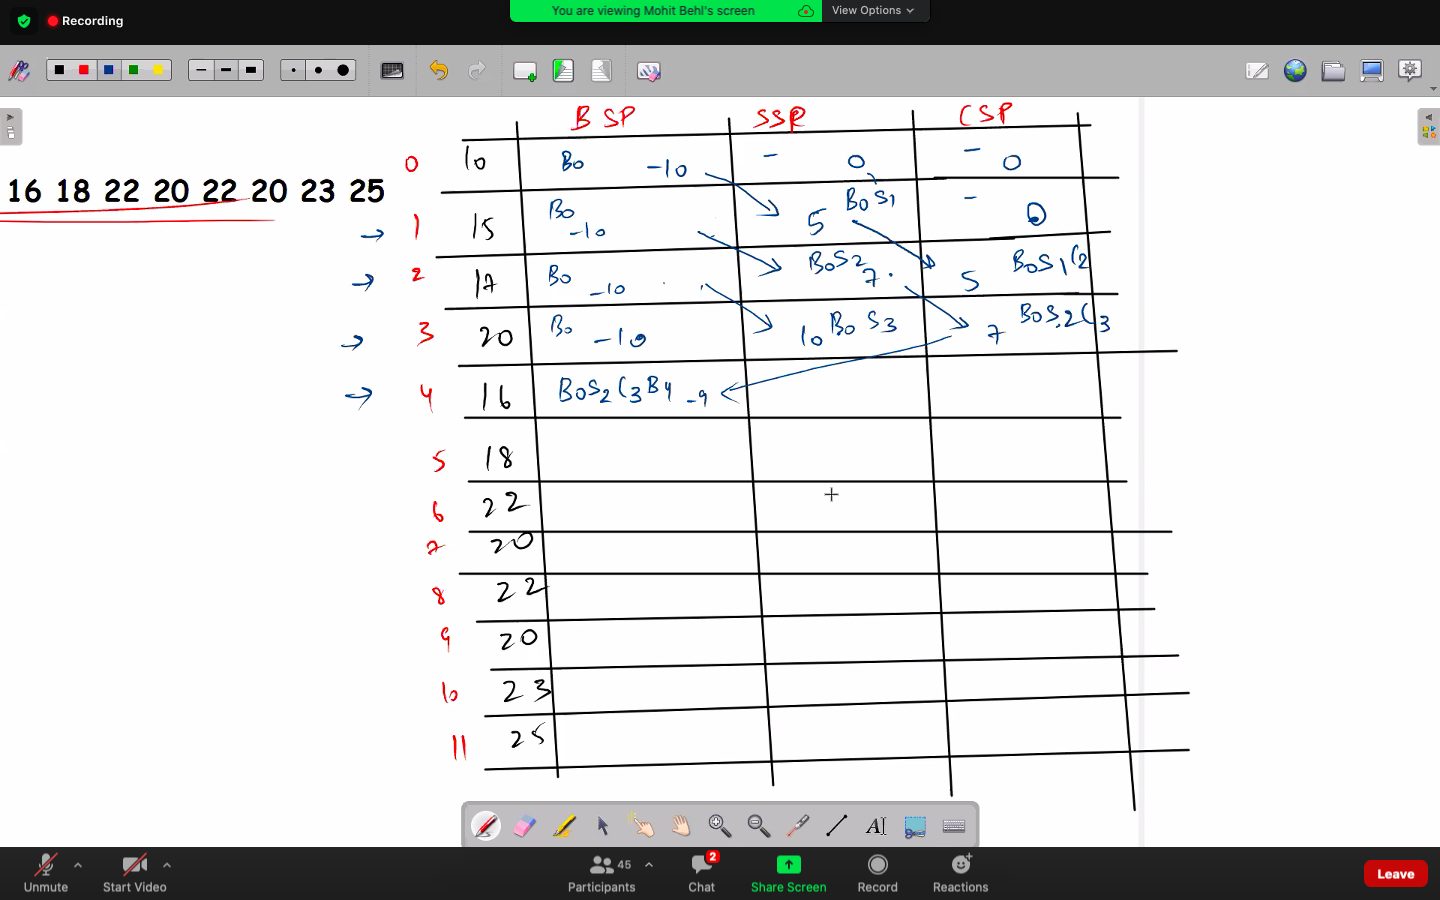 Recording
You are viewing Mohit Behl's screen
View Options
BSP SSP CSP
0 10 B0 -10 - 0 - 0
16 18 22 20 22 20 23 25
1 15 B0 -10 5 B0S1 - 0
2 17 B0 -10 B0S2 7 5 B0S1C2
3 20 B0 -10 10 B0S3 7 B0S2C3
4 16 B0S2C3B4 -9
5 18
6 22
7 20
8 22
9 20
10 23
11 25
A
Unmute
Start Video
45
Participants
2
Chat
Share Screen
Record
Reactions
Leave